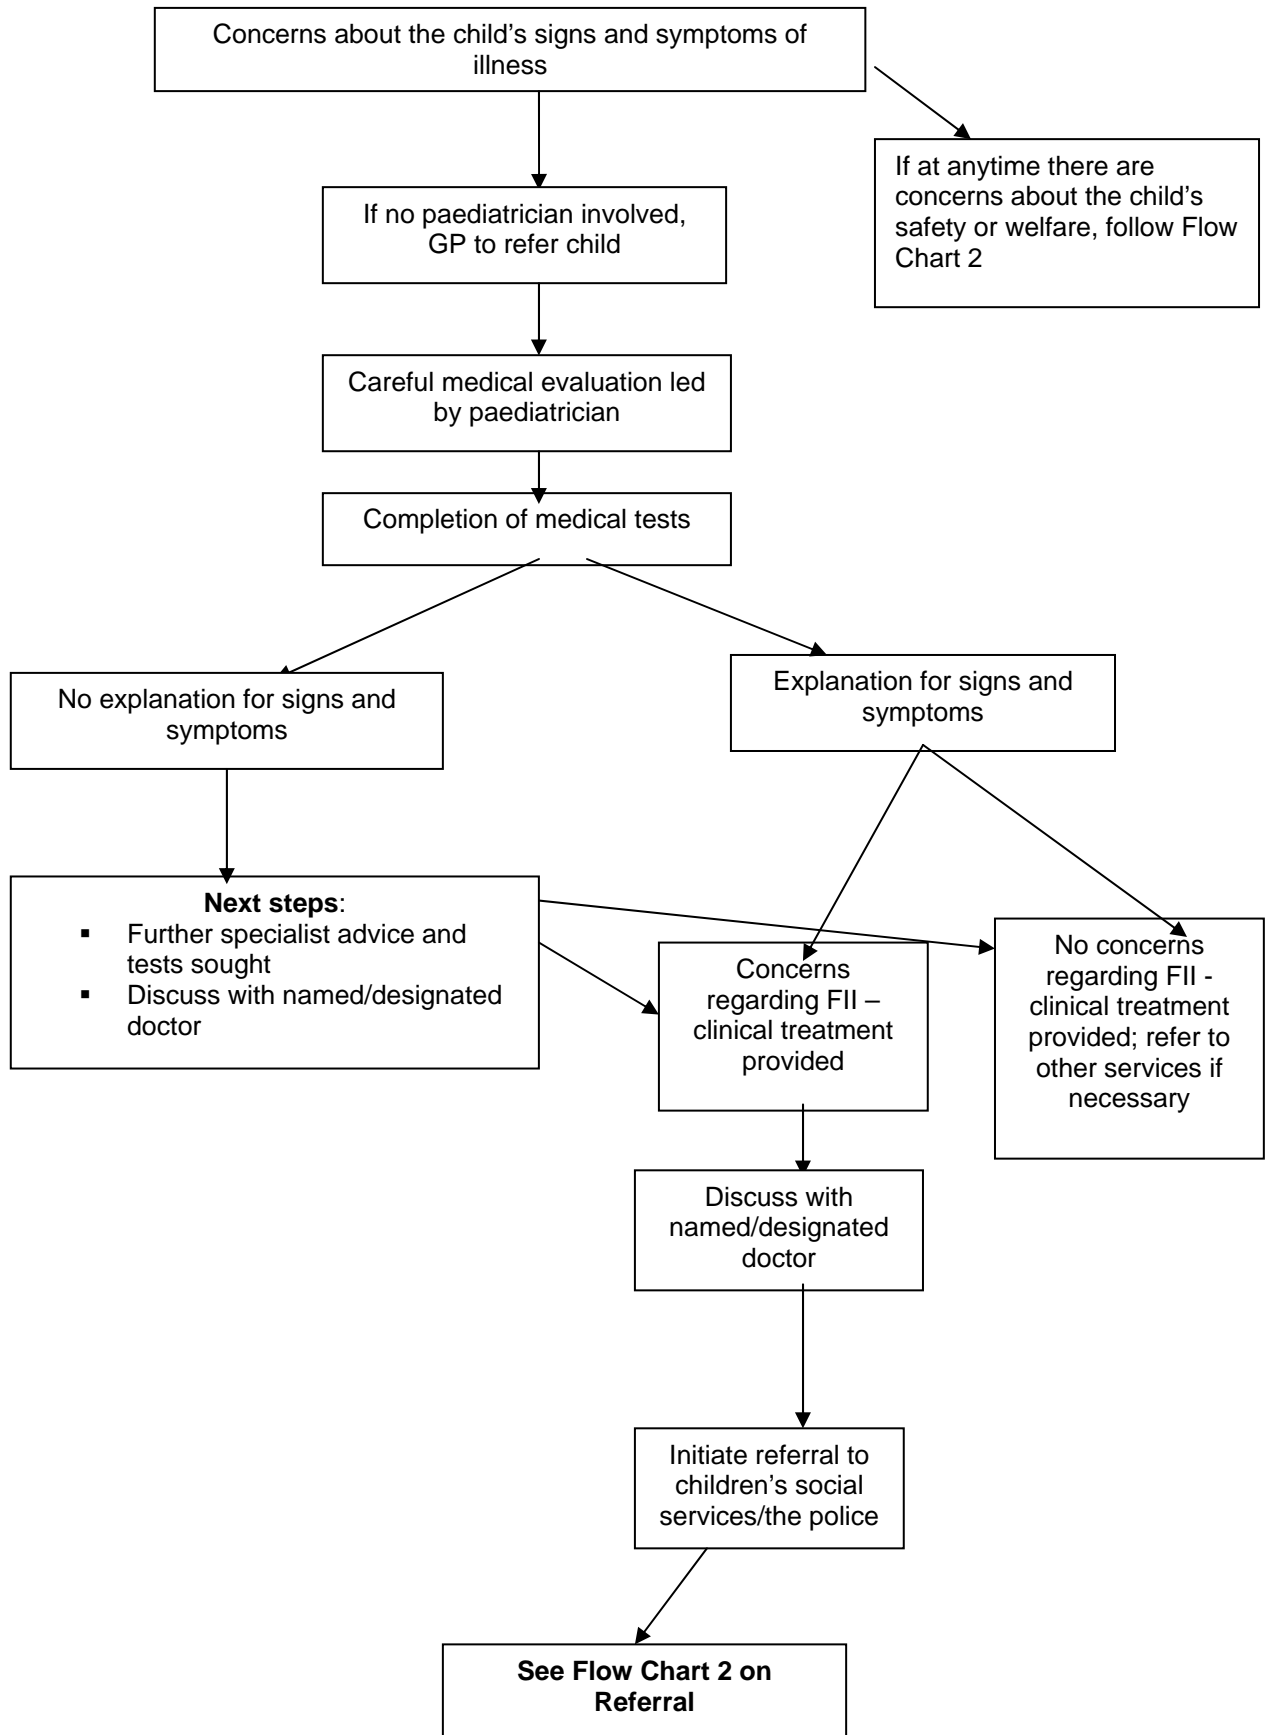 Concerns about the child’s signs and symptoms of
illness
If at anytime there are
concerns about the child’s
safety or welfare, follow Flow
Chart 2
If no paediatrician involved,
GP to refer child
Careful medical evaluation led
by paediatrician
Completion of medical tests
No explanation for signs and
symptoms
Explanation for signs and
symptoms
Next steps:
▪ Further specialist advice and
tests sought
▪ Discuss with named/designated
doctor
Concerns
regarding FII –
clinical treatment
provided
No concerns
regarding FII -
clinical treatment
provided; refer to
other services if
necessary
Discuss with
named/designated
doctor
Initiate referral to
children’s social
services/the police
See Flow Chart 2 on
Referral